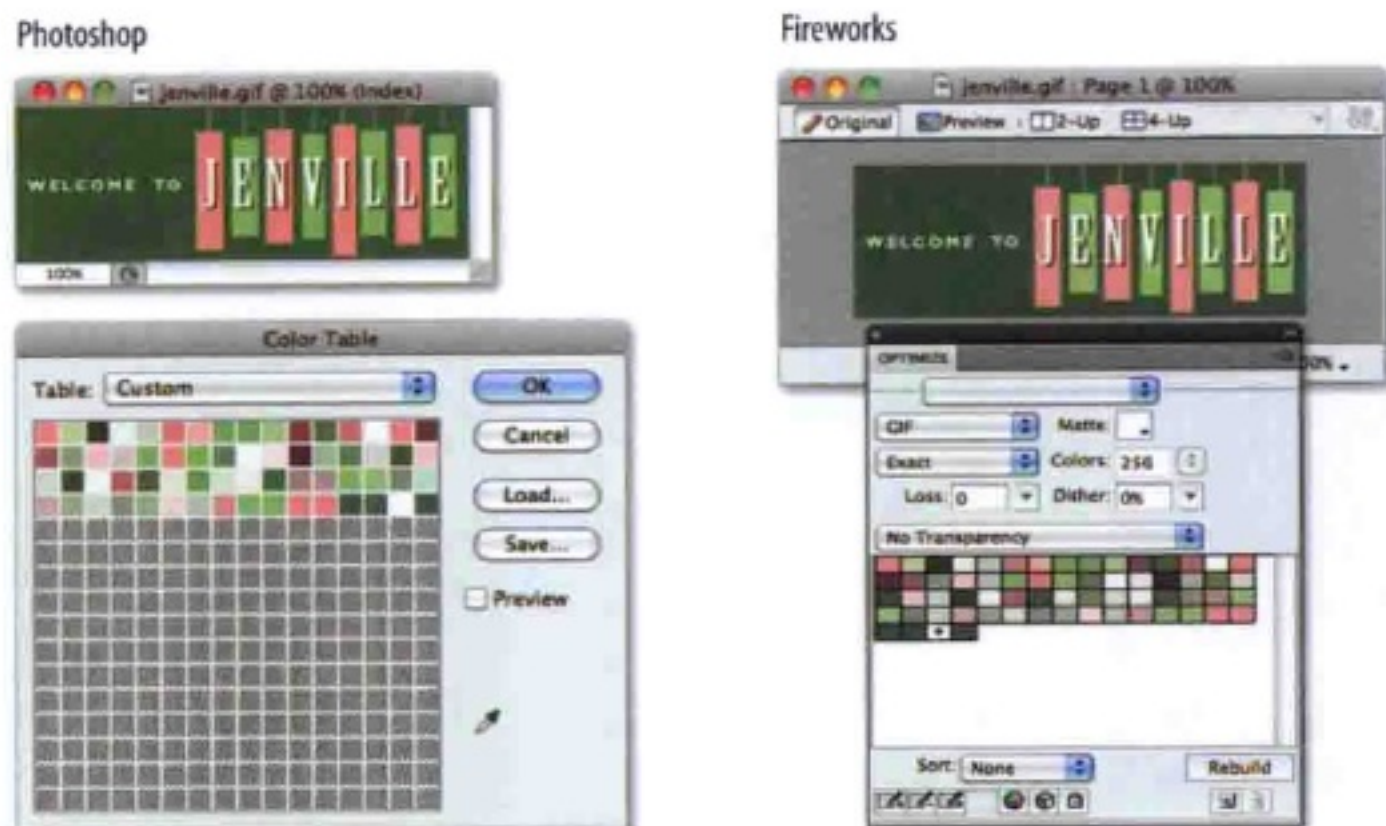 Photoshop
jenville.gif @ 100% (Index)
WELCOME TO JENVILLE
100%
Color Table
Table: Custom
OK
Cancel
Load...
Save...
Preview
Fireworks
jenville.gif : Page 1 @ 100%
Original Preview 2-Up 4-Up
WELCOME TO JENVILLE
OPTIMIZE
GIF Matte:
Exact Colors: 256
Loss: 0 Dither: 0%
No Transparency
Sort: None Rebuild